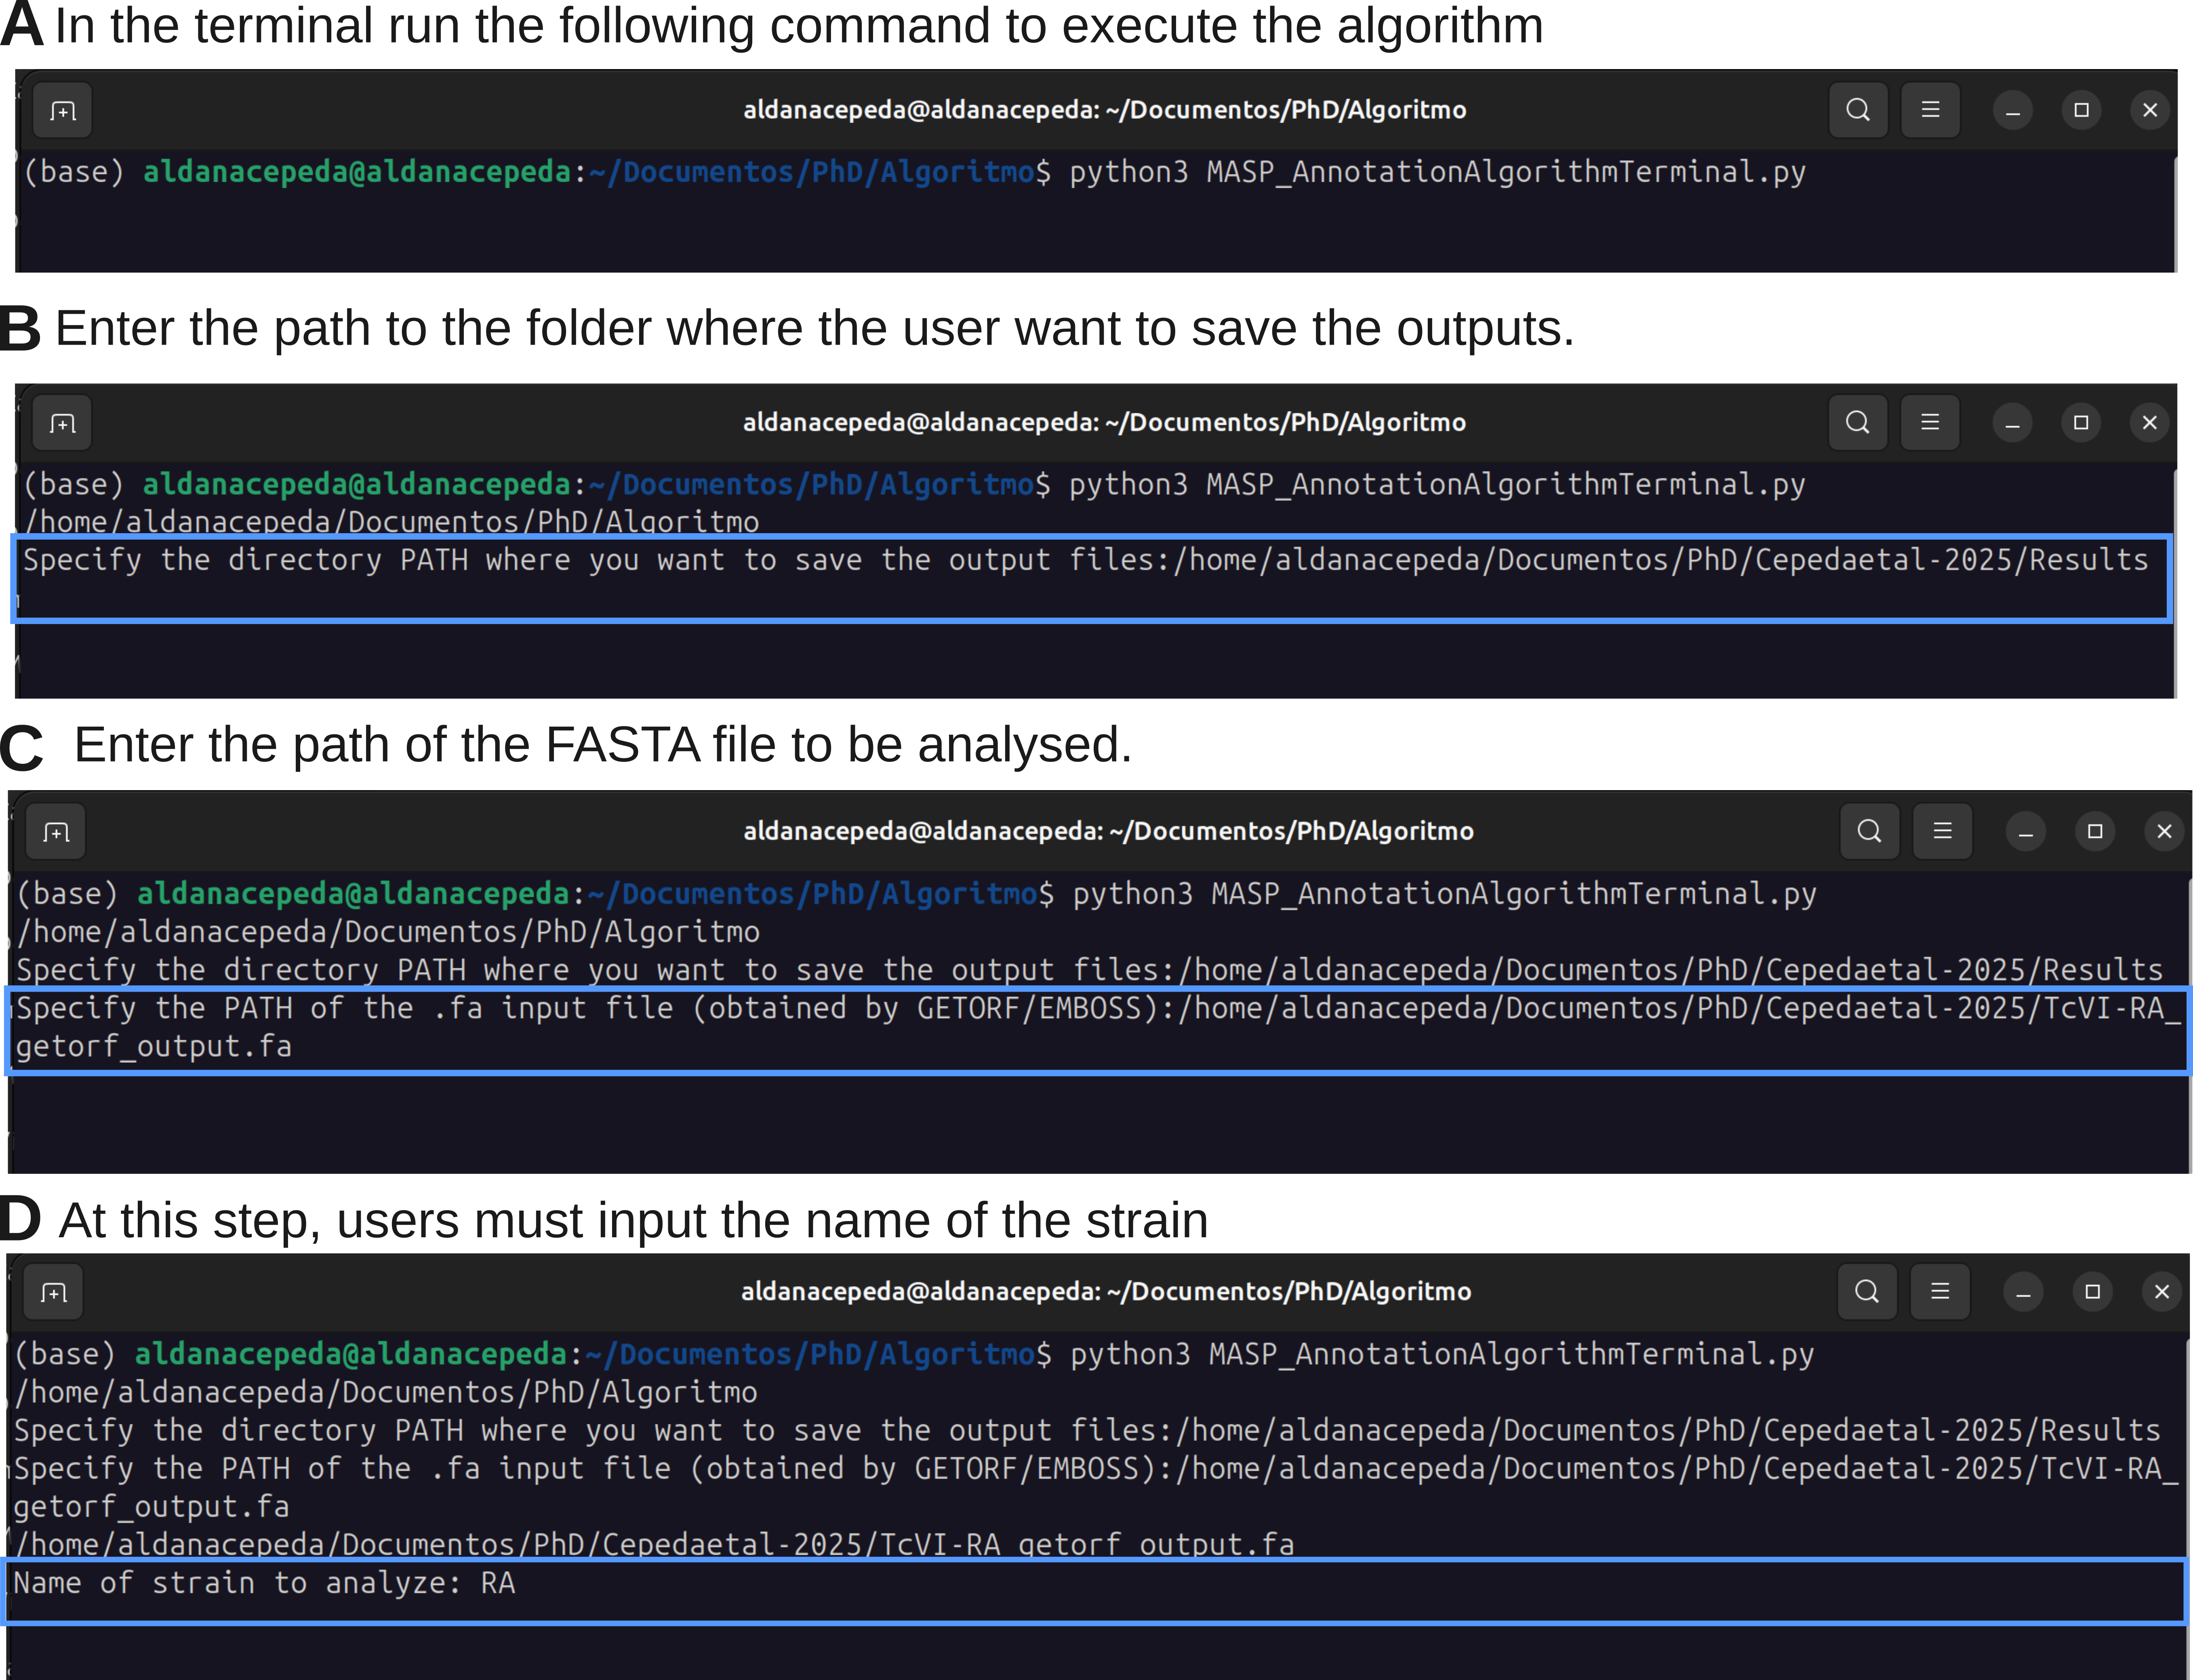 A In the terminal run the following command to execute the algorithm
aldanacepeda@aldanacepeda: ~/Documentos/PhD/Algoritmo
(base) aldanacepeda@aldanacepeda:~/Documentos/PhD/Algoritmo$ python3 MASP_AnnotationAlgorithmTerminal.py
B Enter the path to the folder where the user want to save the outputs.
aldanacepeda@aldanacepeda: ~/Documentos/PhD/Algoritmo
(base) aldanacepeda@aldanacepeda:~/Documentos/PhD/Algoritmo$ python3 MASP_AnnotationAlgorithmTerminal.py
/home/aldanacepeda/Documentos/PhD/Algoritmo
Specify the directory PATH where you want to save the output files:/home/aldanacepeda/Documentos/PhD/Cepedaetal-2025/Results
C Enter the path of the FASTA file to be analysed.
aldanacepeda@aldanacepeda: ~/Documentos/PhD/Algoritmo
(base) aldanacepeda@aldanacepeda:~/Documentos/PhD/Algoritmo$ python3 MASP_AnnotationAlgorithmTerminal.py
/home/aldanacepeda/Documentos/PhD/Algoritmo
Specify the directory PATH where you want to save the output files:/home/aldanacepeda/Documentos/PhD/Cepedaetal-2025/Results
Specify the PATH of the .fa input file (obtained by GETORF/EMBOSS):/home/aldanacepeda/Documentos/PhD/Cepedaetal-2025/TcVI-RA_
getorf_output.fa
D At this step, users must input the name of the strain
aldanacepeda@aldanacepeda: ~/Documentos/PhD/Algoritmo
(base) aldanacepeda@aldanacepeda:~/Documentos/PhD/Algoritmo$ python3 MASP_AnnotationAlgorithmTerminal.py
/home/aldanacepeda/Documentos/PhD/Algoritmo
Specify the directory PATH where you want to save the output files:/home/aldanacepeda/Documentos/PhD/Cepedaetal-2025/Results
Specify the PATH of the .fa input file (obtained by GETORF/EMBOSS):/home/aldanacepeda/Documentos/PhD/Cepedaetal-2025/TcVI-RA_
getorf_output.fa
/home/aldanacepeda/Documentos/PhD/Cepedaetal-2025/TcVI-RA_getorf_output.fa
Name of strain to analyze: RA